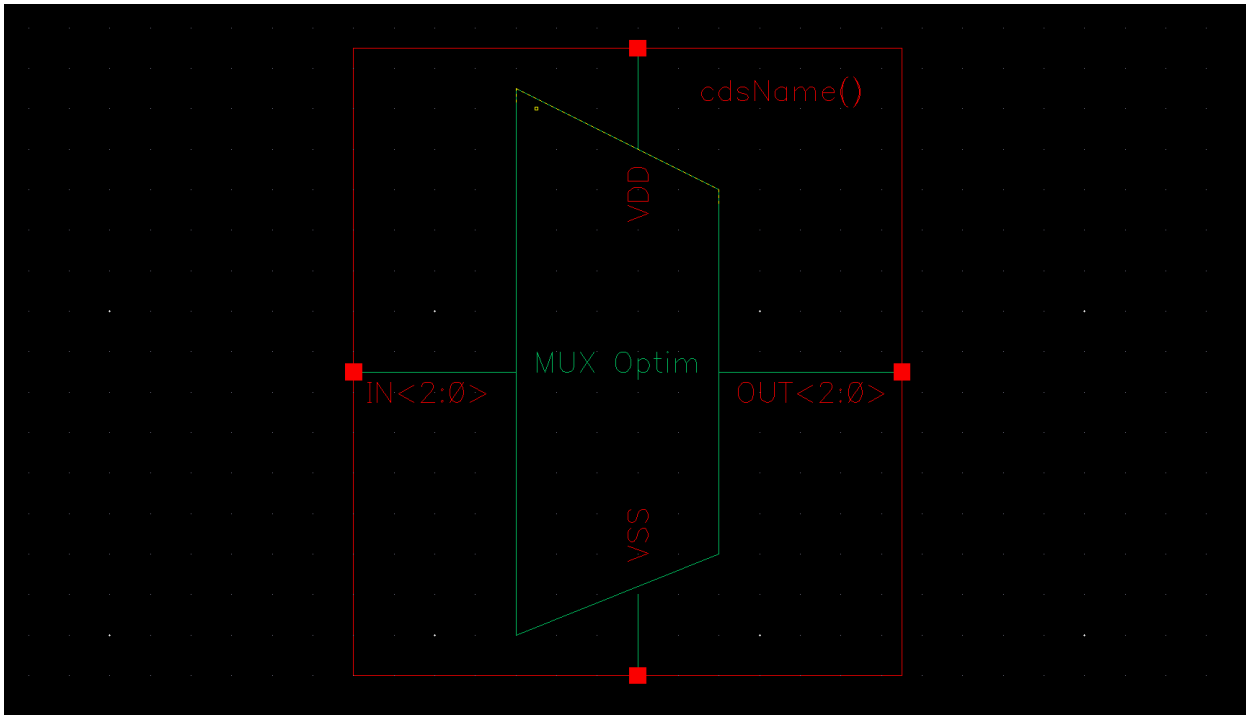 cdsName()
VDD
MUX Optim
IN<2:0>
OUT<2:0>
VSS